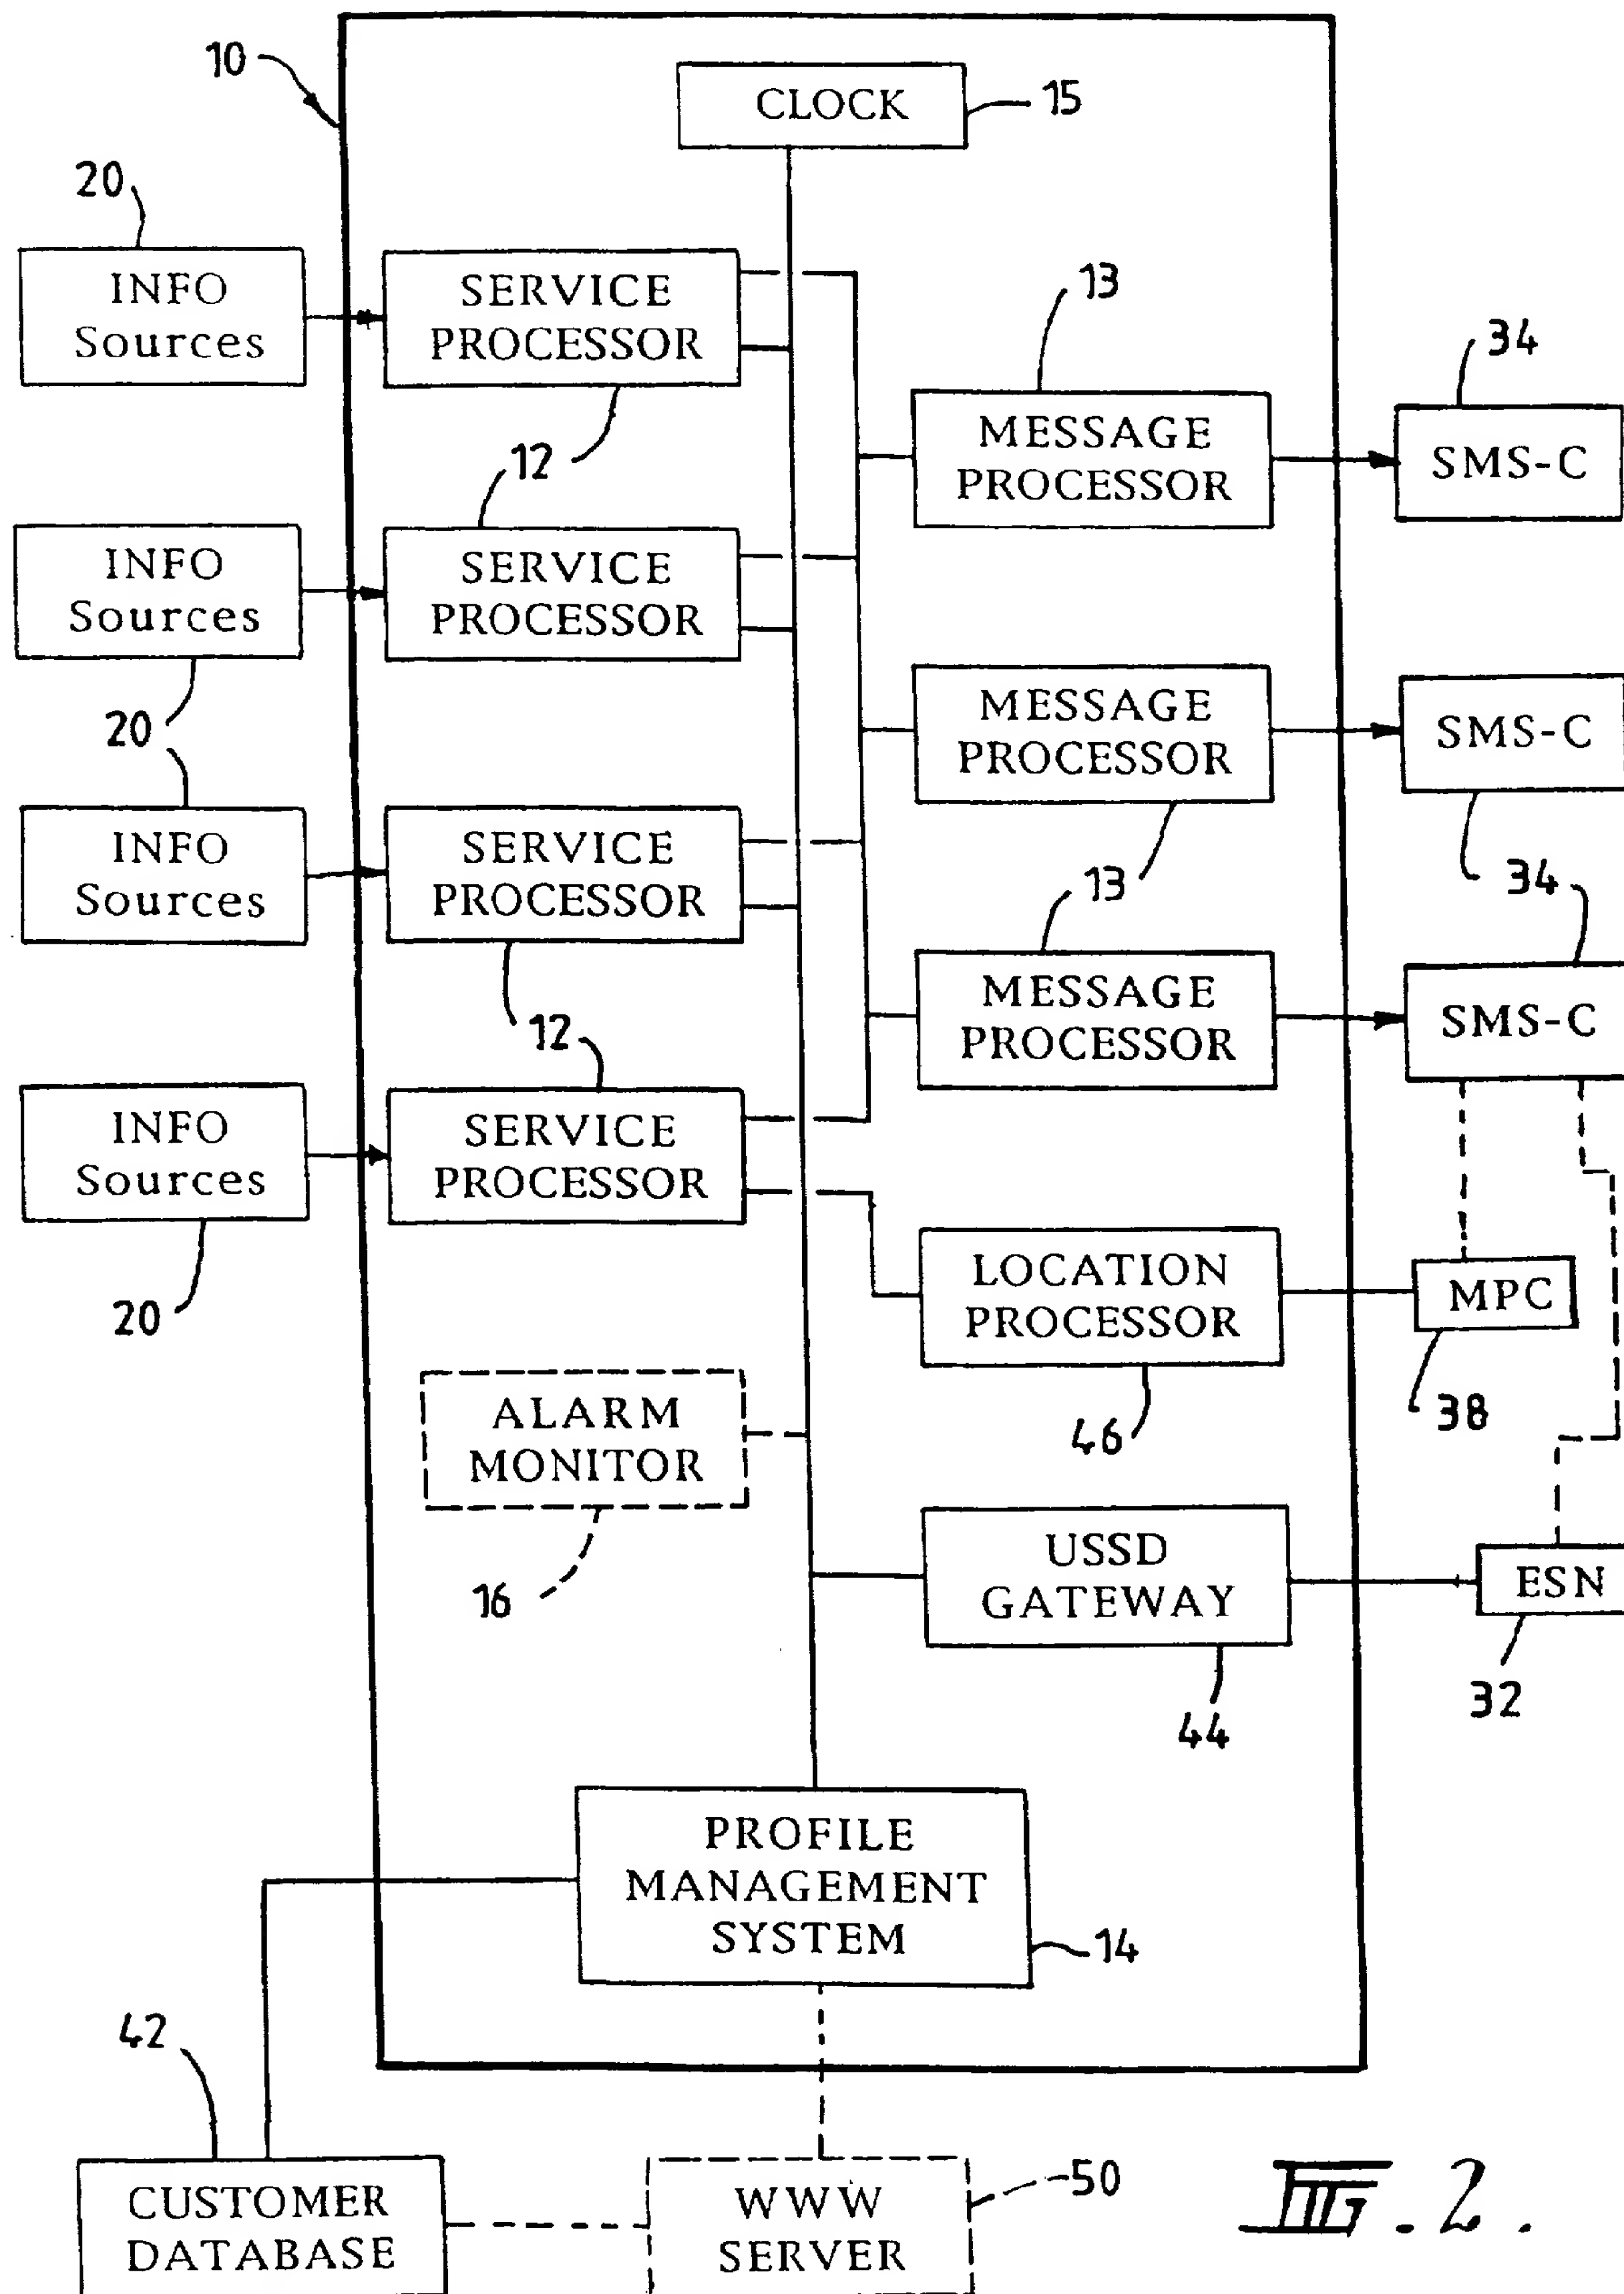 10
CLOCK
15
20
INFO
Sources
SERVICE
PROCESSOR
13
34
MESSAGE
PROCESSOR
SMS-C
12
INFO
Sources
SERVICE
PROCESSOR
20
MESSAGE
PROCESSOR
SMS-C
INFO
Sources
SERVICE
PROCESSOR
13
34
12
MESSAGE
PROCESSOR
SMS-C
INFO
Sources
SERVICE
PROCESSOR
20
LOCATION
PROCESSOR
MPC
46
38
ALARM
MONITOR
16
USSD
GATEWAY
ESN
44
32
PROFILE
MANAGEMENT
SYSTEM
14
42
CUSTOMER
DATABASE
WWW
SERVER
50
FIG. 2.